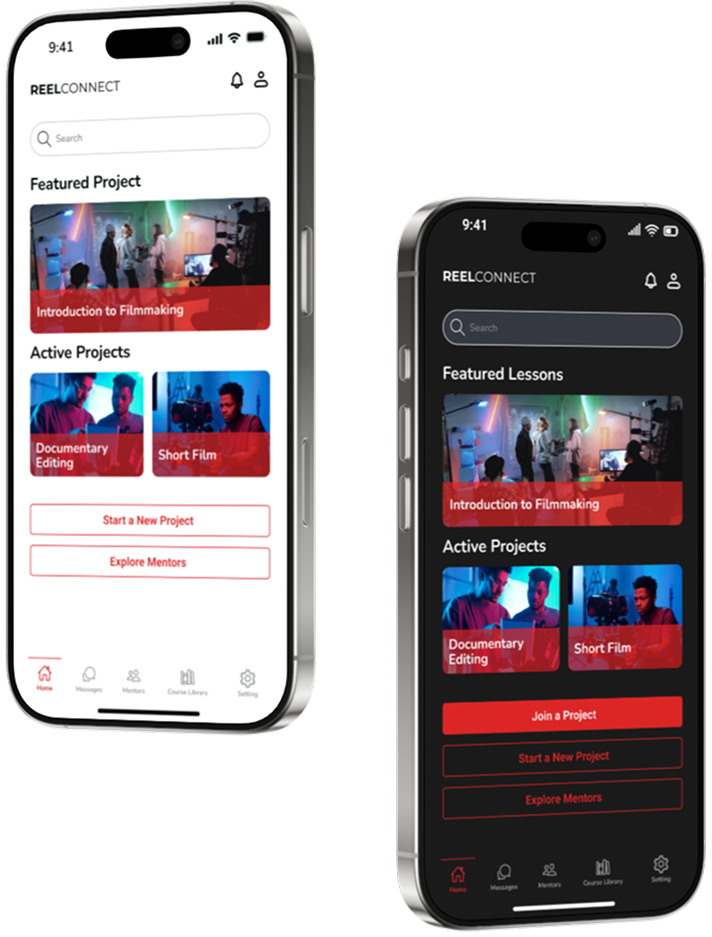 9:41
REELCONNECT
Search
Featured Project
Introduction to Filmmaking
Active Projects
Documentary
Editing
Short Film
Start a New Project
Explore Mentors
Home
Messages
Mentors
Course Library
Setting
9:41
REELCONNECT
Search
Featured Lessons
Introduction to Filmmaking
Active Projects
Documentary
Editing
Short Film
Join a Project
Start a New Project
Explore Mentors
Home
Messages
Mentors
Course Library
Setting